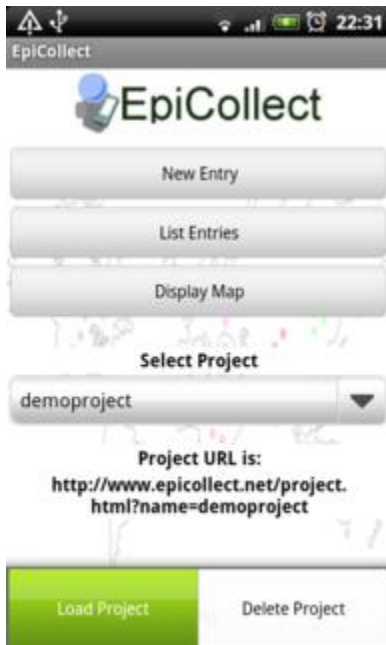 22:31
EpiCollect
EpiCollect
New Entry
List Entries
Display Map
Select Project
demoproject
Project URL is:
http://www.epicollect.net/project.
html?name=demoproject
Load Project
Delete Project